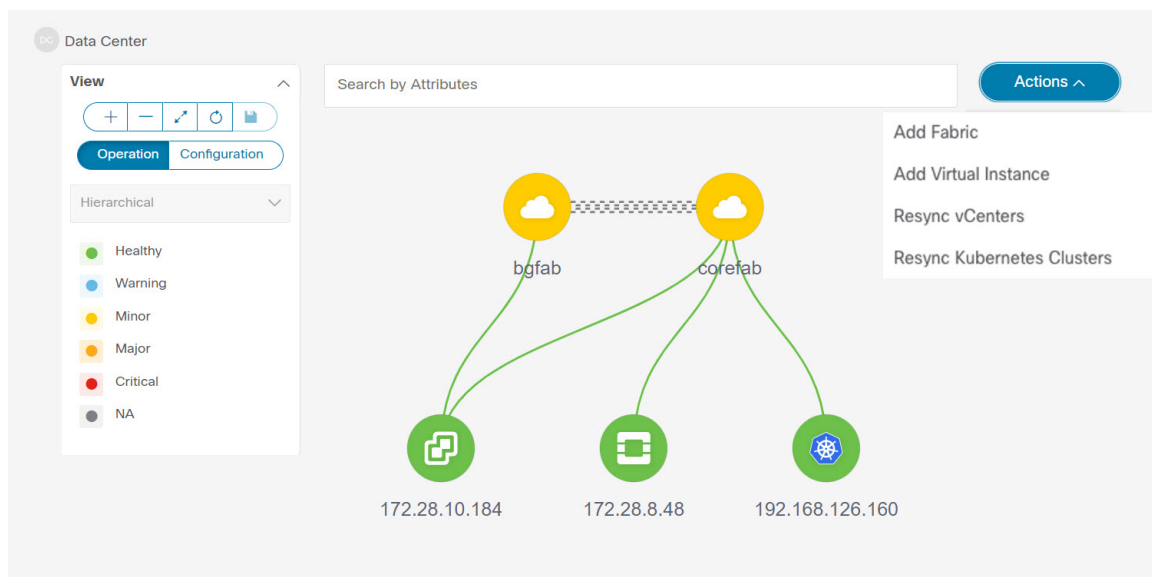 DC Data Center
View
Search by Attributes
Actions
Add Fabric
Add Virtual Instance
Resync vCenters
Resync Kubernetes Clusters
Operation Configuration
Hierarchical
Healthy
Warning
Minor
Major
Critical
NA
bgfab corefab
172.28.10.184 172.28.8.48 192.168.126.160